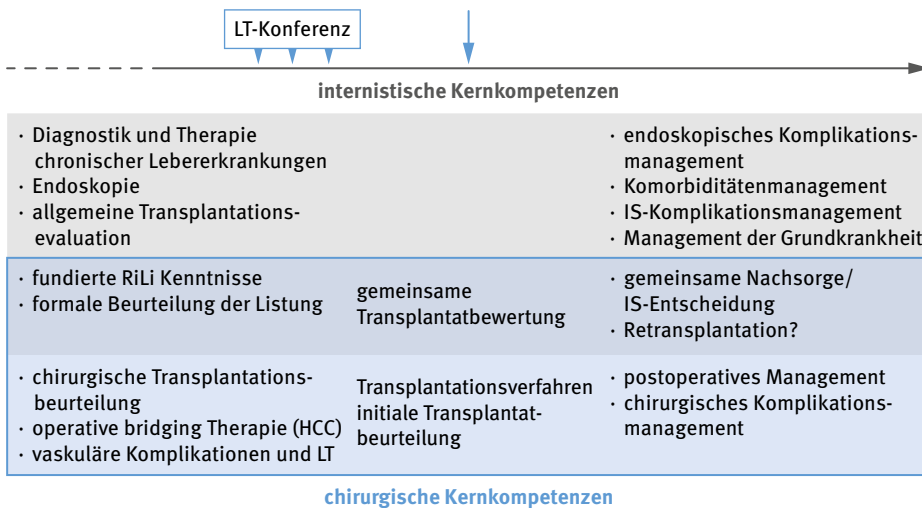 LT-Konferenz
internistische Kernkompetenzen
· Diagnostik und Therapie
chronischer Lebererkrankungen
· Endoskopie
· allgemeine Transplantations-
evaluation
· endoskopisches Komplikations-
management
· Komorbiditätenmanagement
· IS-Komplikationsmanagement
· Management der Grundkrankheit
· fundierte RiLi Kenntnisse
· formale Beurteilung der Listung
gemeinsame
Transplantatbewertung
· gemeinsame Nachsorge/
IS-Entscheidung
· Retransplantation?
· chirurgische Transplantations-
beurteilung
· operative bridging Therapie (HCC)
· vaskuläre Komplikationen und LT
Transplantationsverfahren
initiale Transplantat-
beurteilung
· postoperatives Management
· chirurgisches Komplikations-
management
chirurgische Kernkompetenzen